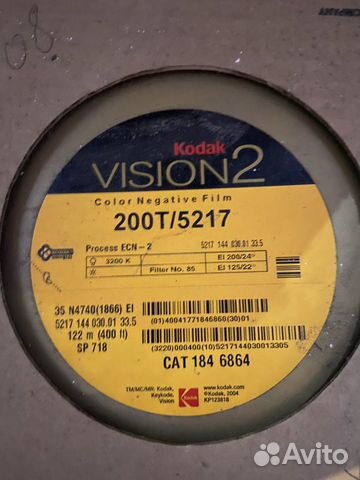 08
Kodak
VISION2
Color Negative Film
200T/5217
Process ECN-2
5217 144 030.01 33.5
3200 K
EI 200/24°
Filter No. 85
EI 125/22°
35 N4740(1866) EI
5217 144 030.01 33.5
122 m (400 ft)
SP 718
(01)40041771846860(30)01
(3220)000400(10)5217144030013305
CAT 184 6864
TM/MC/MR: Kodak,
Keykode,
Vision
Kodak
www.kodak.com
©Kodak, 2004
KP123818
Avito